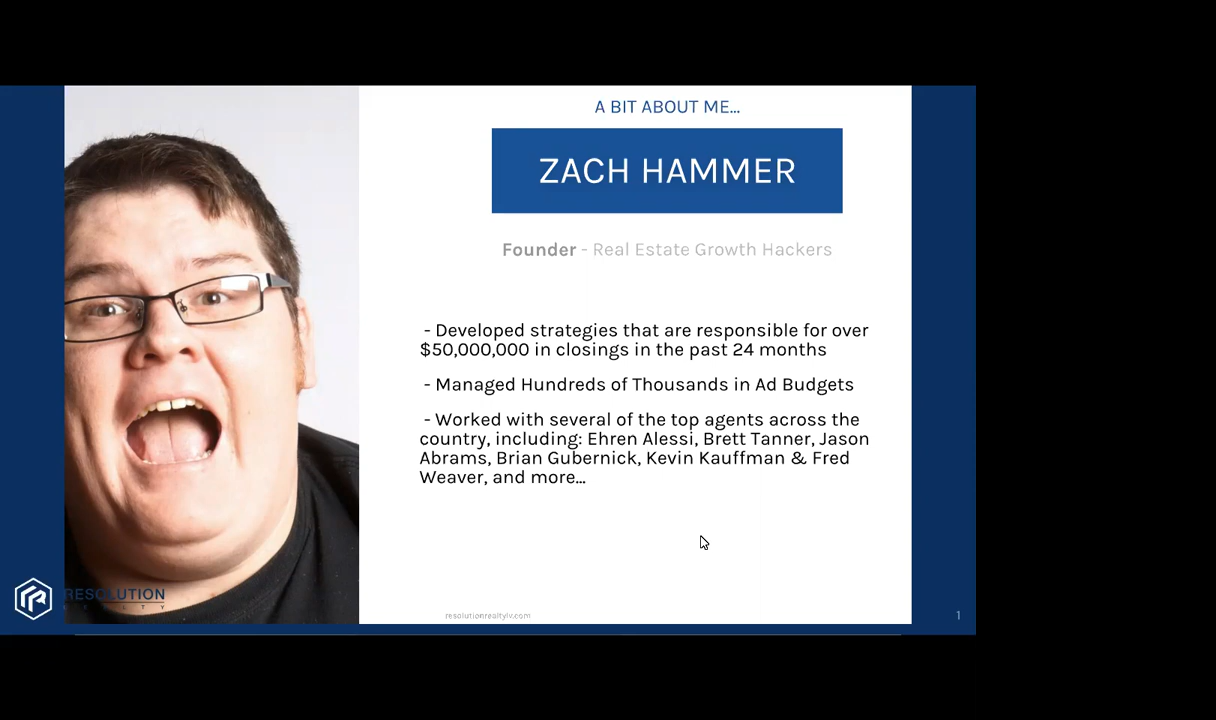 A BIT ABOUT ME...
ZACH HAMMER
Founder - Real Estate Growth Hackers
- Developed strategies that are responsible for over
$50,000,000 in closings in the past 24 months
- Managed Hundreds of Thousands in Ad Budgets
- Worked with several of the top agents across the
country, including: Ehren Alessi, Brett Tanner, Jason
Abrams, Brian Gubernick, Kevin Kauffman & Fred
Weaver, and more...
RESOLUTION
REALTY
resolutionrealtylv.com
1